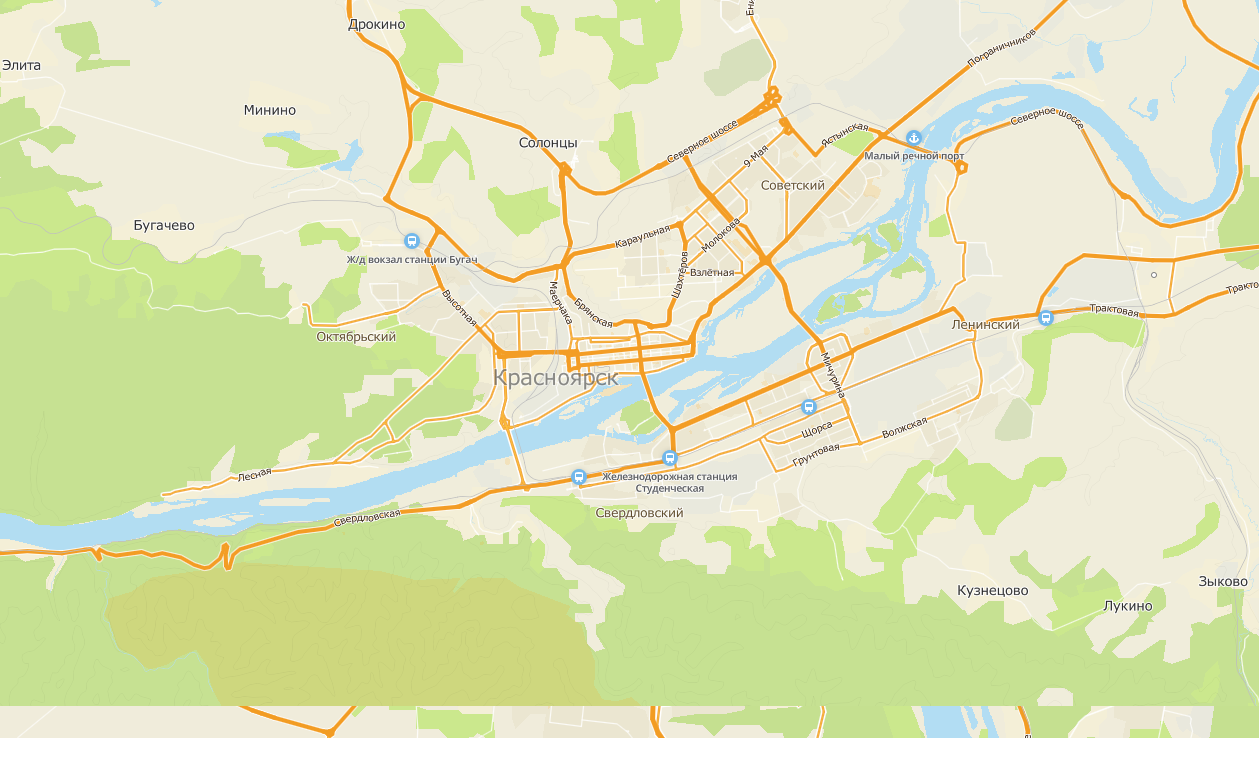 Дрокино
Элита
Пограничников
Минино
Северное шоссе
Солонцы
Северное шоссе
9 Мая
Ястынская
Малый речной порт
Советский
Бугачево
Караульная
Молокова
Ж/д вокзал станции Бугач
Взлётная
Шахтёров
Маерчака
Высотная
Брянская
Трактовая
Ленинский
Октябрьский
Мичурина
Красноярск
Щорса
Волжская
Грунтовая
Лесная
Железнодорожная станция
Студенческая
Свердловская
Свердловский
Зыково
Кузнецово
Лукино